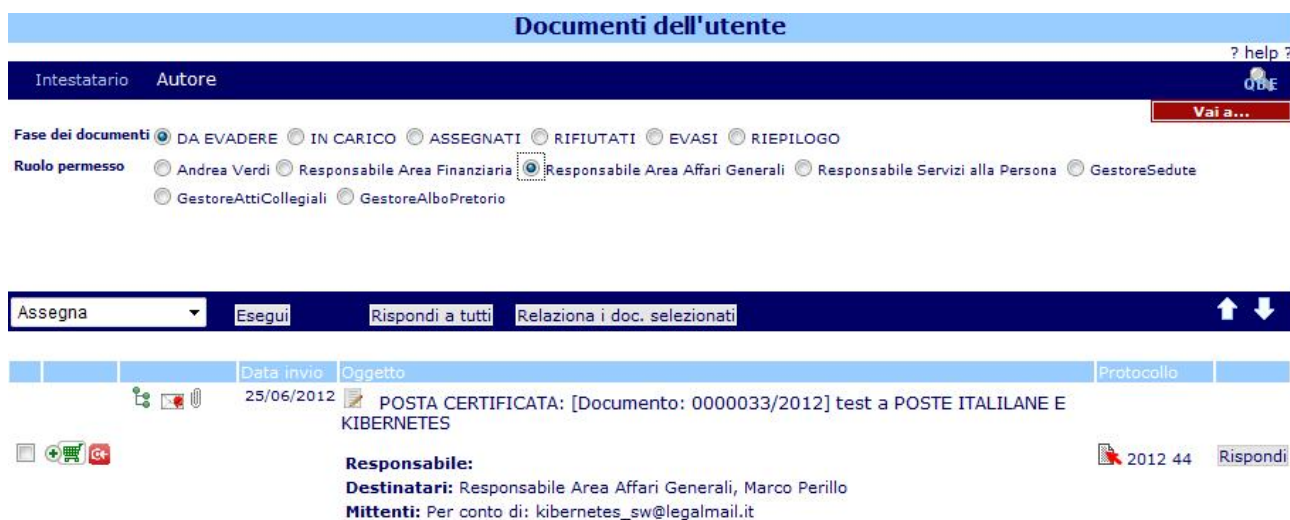 Documenti dell'utente
? help ?
Intestatario Autore QBE
Vai a...
Fase dei documenti DA EVADERE IN CARICO ASSEGNATI RIFIUTATI EVASI RIEPILOGO
Ruolo permesso Andrea Verdi Responsabile Area Finanziaria Responsabile Area Affari Generali Responsabile Servizi alla Persona GestoreSedute
GestoreAttiCollegiali GestoreAlboPretorio
Assegna Esegui Rispondi a tutti Relaziona i doc. selezionati
Data invio Oggetto Protocollo
25/06/2012 POSTA CERTIFICATA: [Documento: 0000033/2012] test a POSTE ITALILANE E
KIBERNETES
Responsabile: 2012 44 Rispondi
Destinatari: Responsabile Area Affari Generali, Marco Perillo
Mittenti: Per conto di: kibernetes_sw@legalmail.it